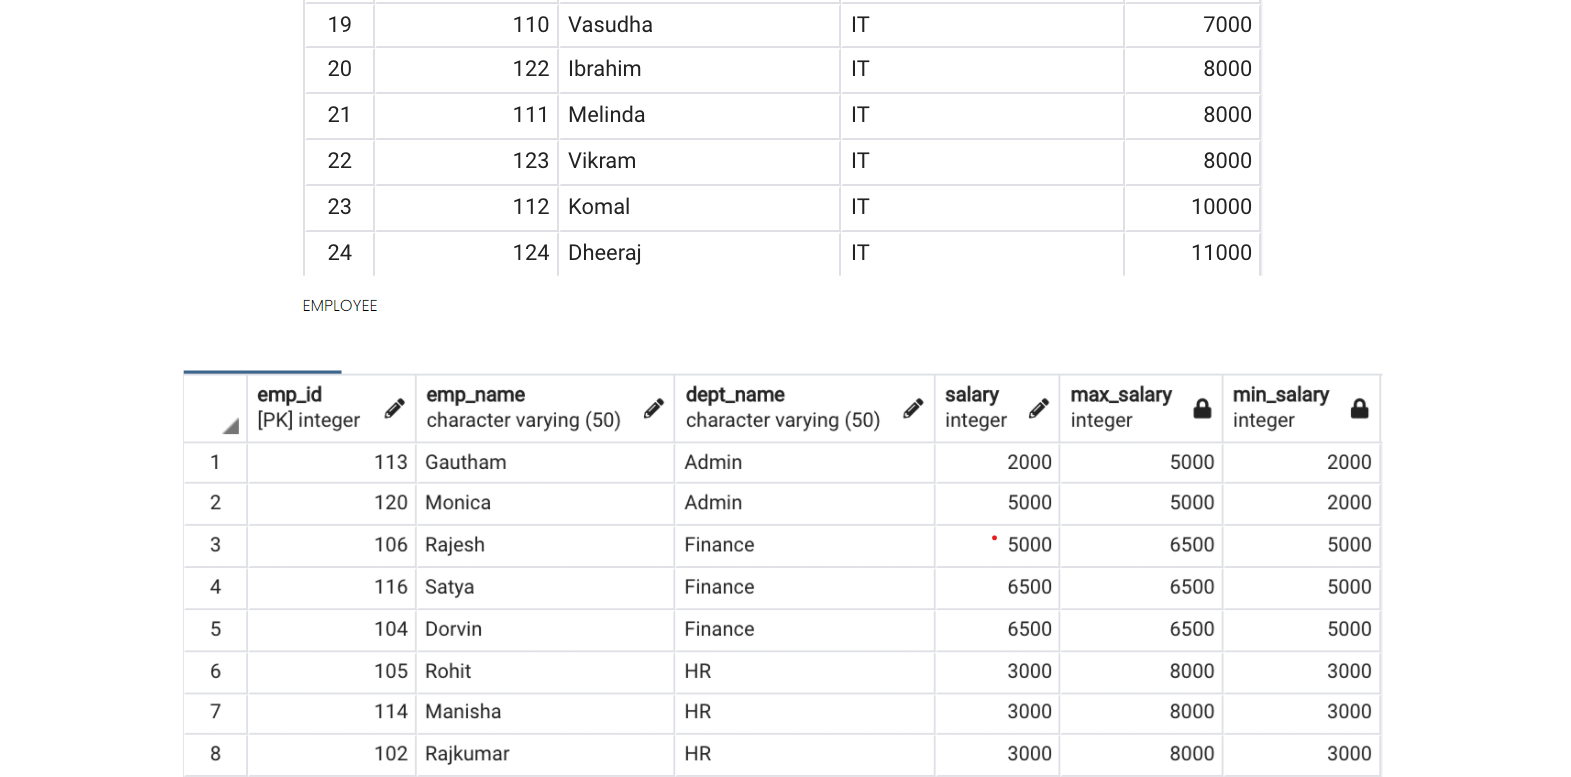 19 110 Vasudha IT 7000
20 122 Ibrahim IT 8000
21 111 Melinda IT 8000
22 123 Vikram IT 8000
23 112 Komal IT 10000
24 124 Dheeraj IT 11000
EMPLOYEE
emp_id emp_name dept_name salary max_salary min_salary
[PK] integer character varying (50) character varying (50) integer integer integer
1 113 Gautham Admin 2000 5000 2000
2 120 Monica Admin 5000 5000 2000
3 106 Rajesh Finance 5000 6500 5000
4 116 Satya Finance 6500 6500 5000
5 104 Dorvin Finance 6500 6500 5000
6 105 Rohit HR 3000 8000 3000
7 114 Manisha HR 3000 8000 3000
8 102 Rajkumar HR 3000 8000 3000